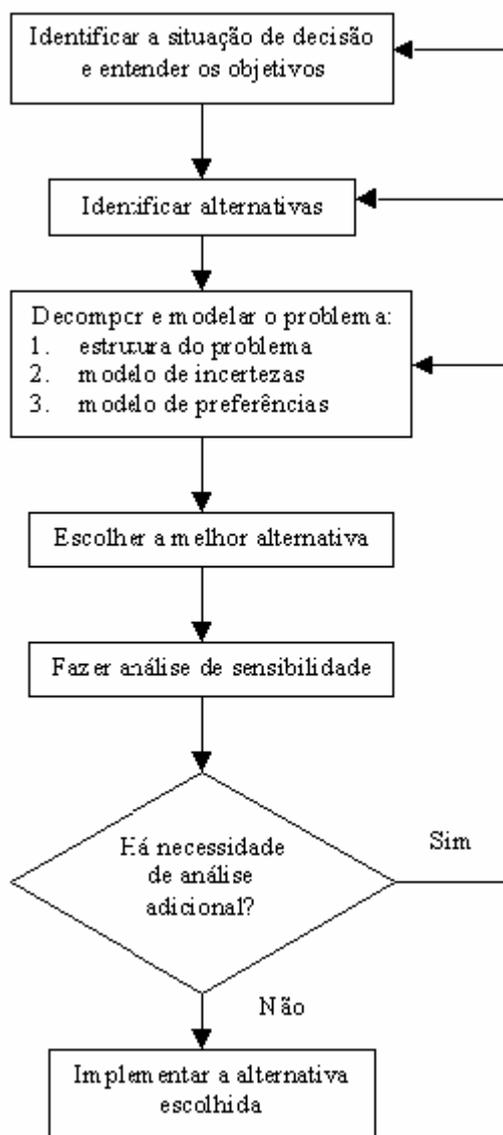 Identificar a situação de decisão
e entender os objetivos
Identificar alternativas
Decompor e modelar o problema:
1. estrutura do problema
2. modelo de incertezas
3. modelo de preferências
Escolher a melhor alternativa
Fazer análise de sensibilidade
Há necessidade
de análise
adicional?
Sim
Não
Implementar a alternativa
escolhida